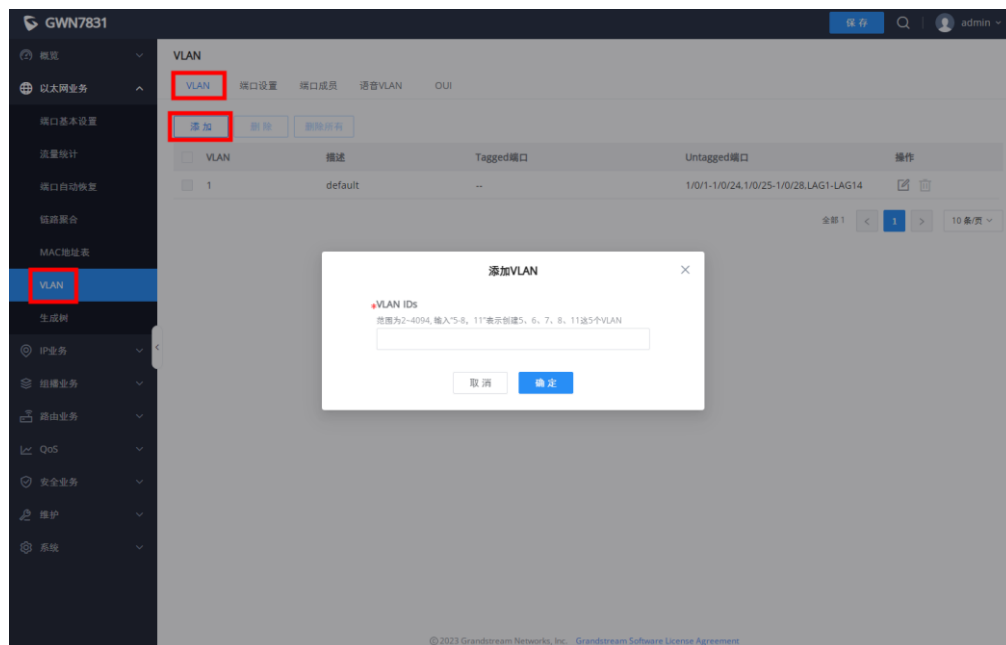 GWN7831
保存
admin
概览
以太网业务
端口基本设置
流量统计
端口自动恢复
链路聚合
MAC地址表
VLAN
生成树
IP业务
组播业务
路由业务
QoS
安全业务
维护
系统
VLAN
VLAN 端口设置 端口成员 语音VLAN OUI
添加 删除 删除所有
VLAN 描述 Tagged端口 Untagged端口 操作
1 default -- 1/0/1-1/0/24,1/0/25-1/0/28,LAG1-LAG14
全部 1 < 1 > 10 条/页
添加VLAN
*VLAN IDs
范围为2~4094, 输入"5-8, 11"表示创建5、6、7、8、11这5个VLAN
取消 确定
© 2023 Grandstream Networks, Inc. Grandstream Software License Agreement